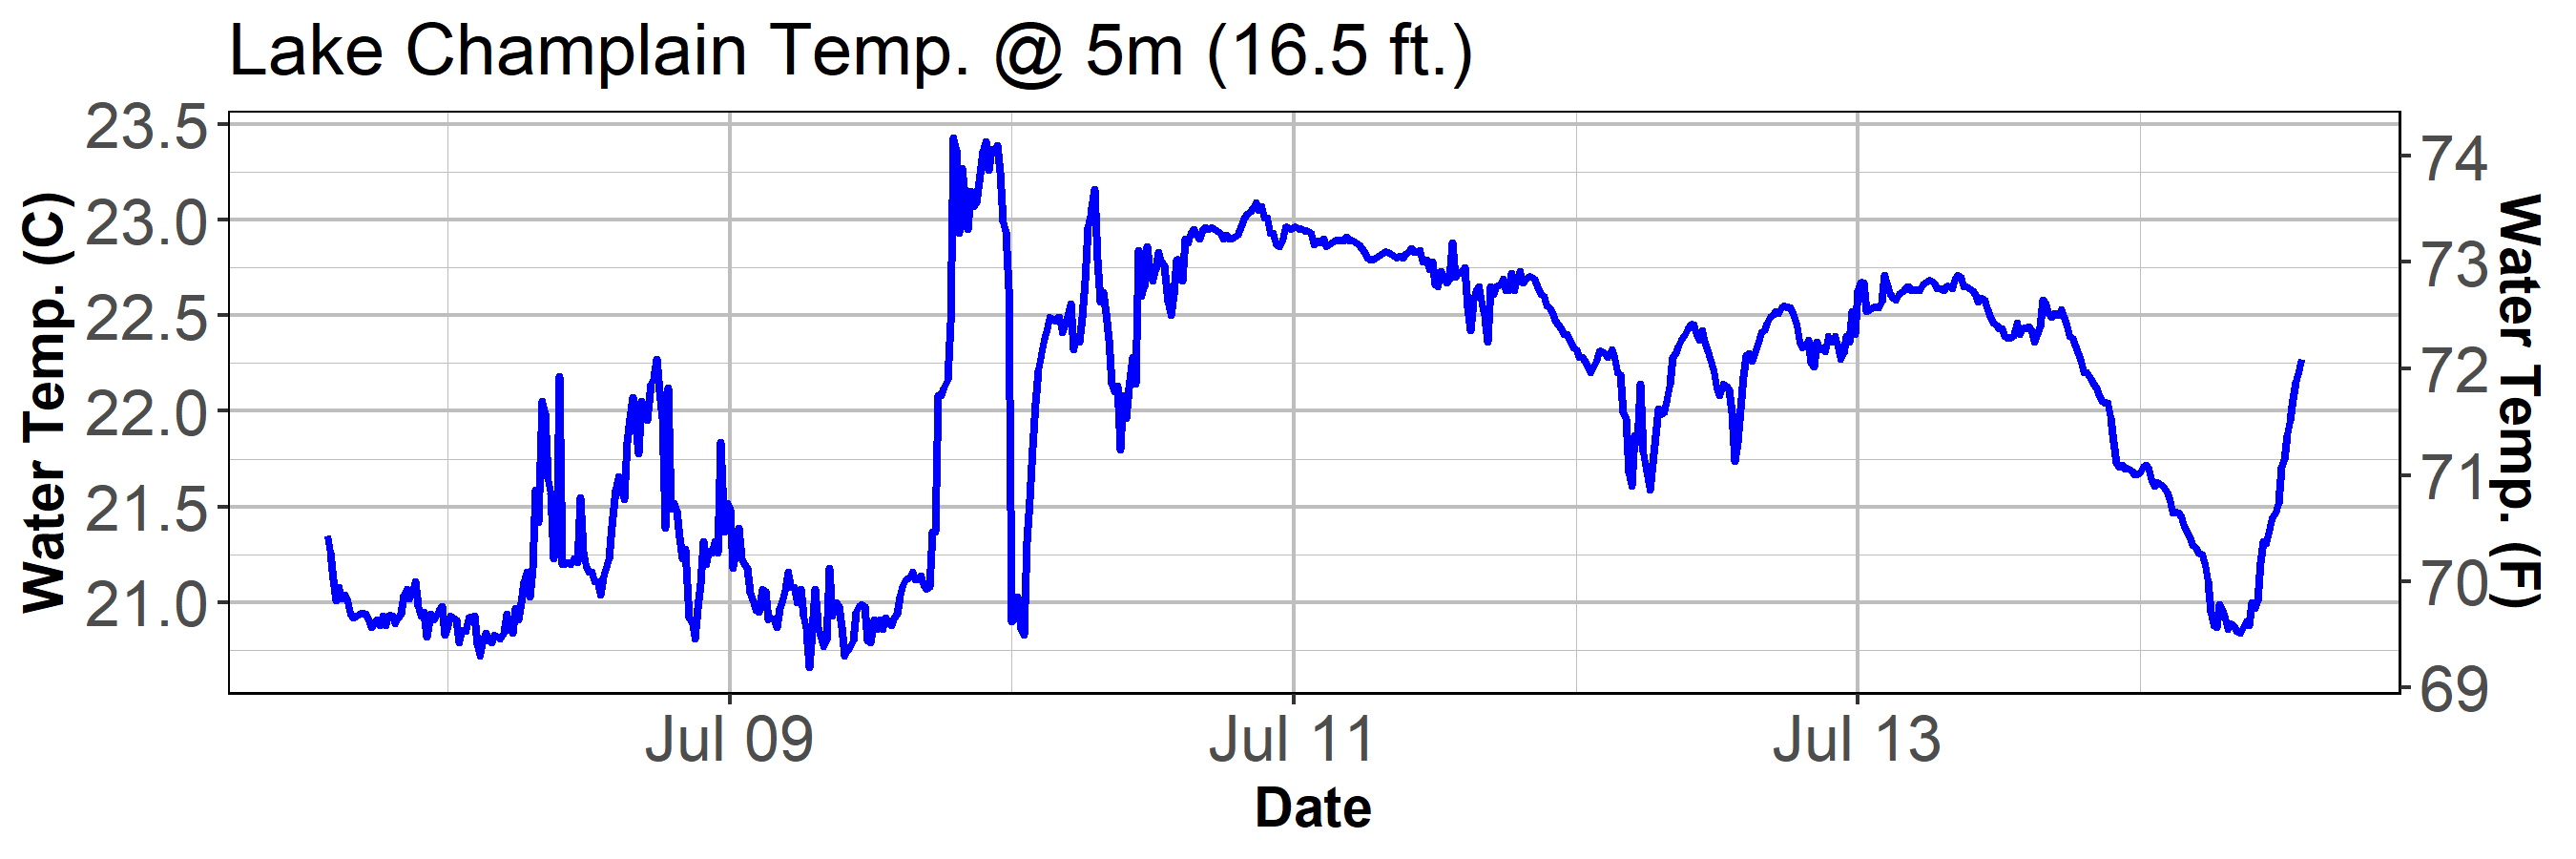 Lake Champlain Temp. @ 5m (16.5 ft.)
Water Temp. (C)
23.5
23.0
22.5
22.0
21.5
21.0
74
73
72
71
70
69
Water Temp. (F)
Jul 09
Jul 11
Jul 13
Date